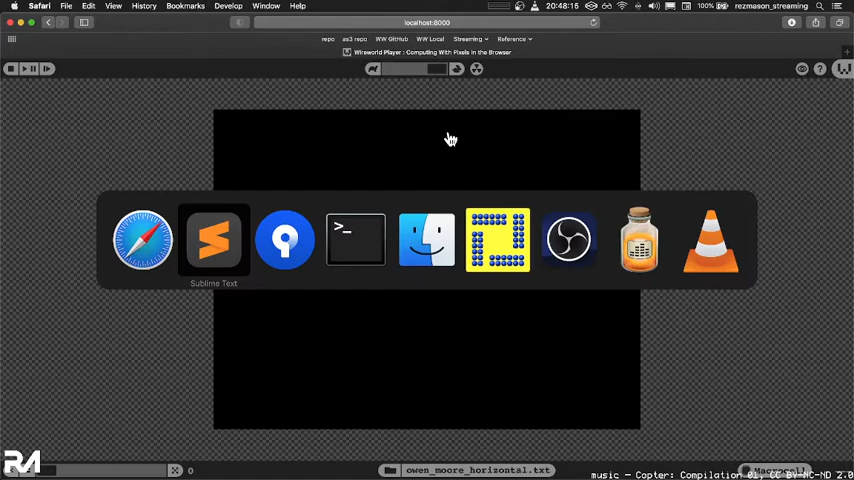 Safari File Edit View History Bookmarks Develop Window Help 20:48:15 100% rezmason_streaming
localhost:8000
repo as3 repo WW GitHub WW Local Streaming Reference
Wireworld Player : Computing With Pixels in the Browser
>_
Sublime Text
RM
0 owen_moore_horizontal.txt Macrocell
music - Copter: Compilation 01, CC BY-NC-ND 2.0